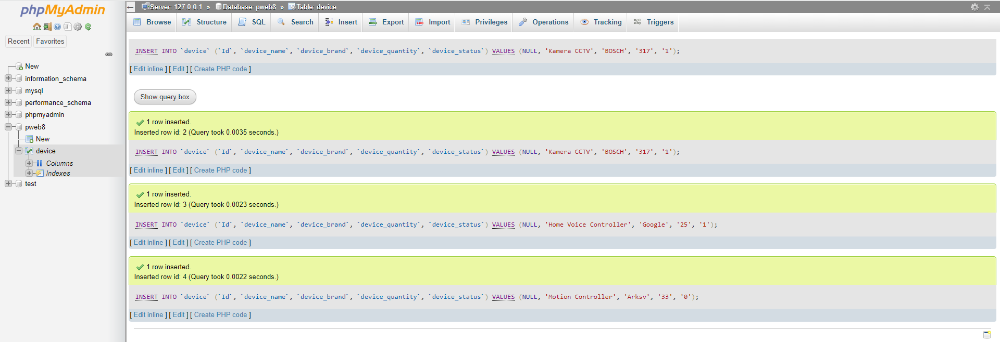 phpMyAdmin
Recent Favorites
New
information_schema
mysql
performance_schema
phpmyadmin
pweb8
New
device
Columns
Indexes
test
Server: 127.0.0.1 » Database: pweb8 » Table: device
Browse Structure SQL Search Insert Export Import Privileges Operations Tracking Triggers
INSERT INTO `device` (`Id`, `device_name`, `device_brand`, `device_quantity`, `device_status`) VALUES (NULL, 'Kamera CCTV', 'BOSCH', '317', '1');
[ Edit inline ] [ Edit ] [ Create PHP code ]
Show query box
1 row inserted.
Inserted row id: 2 (Query took 0.0035 seconds.)
INSERT INTO `device` (`Id`, `device_name`, `device_brand`, `device_quantity`, `device_status`) VALUES (NULL, 'Kamera CCTV', 'BOSCH', '317', '1');
[ Edit inline ] [ Edit ] [ Create PHP code ]
1 row inserted.
Inserted row id: 3 (Query took 0.0023 seconds.)
INSERT INTO `device` (`Id`, `device_name`, `device_brand`, `device_quantity`, `device_status`) VALUES (NULL, 'Home Voice Controller', 'Google', '25', '1');
[ Edit inline ] [ Edit ] [ Create PHP code ]
1 row inserted.
Inserted row id: 4 (Query took 0.0022 seconds.)
INSERT INTO `device` (`Id`, `device_name`, `device_brand`, `device_quantity`, `device_status`) VALUES (NULL, 'Motion Controller', 'Arksv', '33', '0');
[ Edit inline ] [ Edit ] [ Create PHP code ]